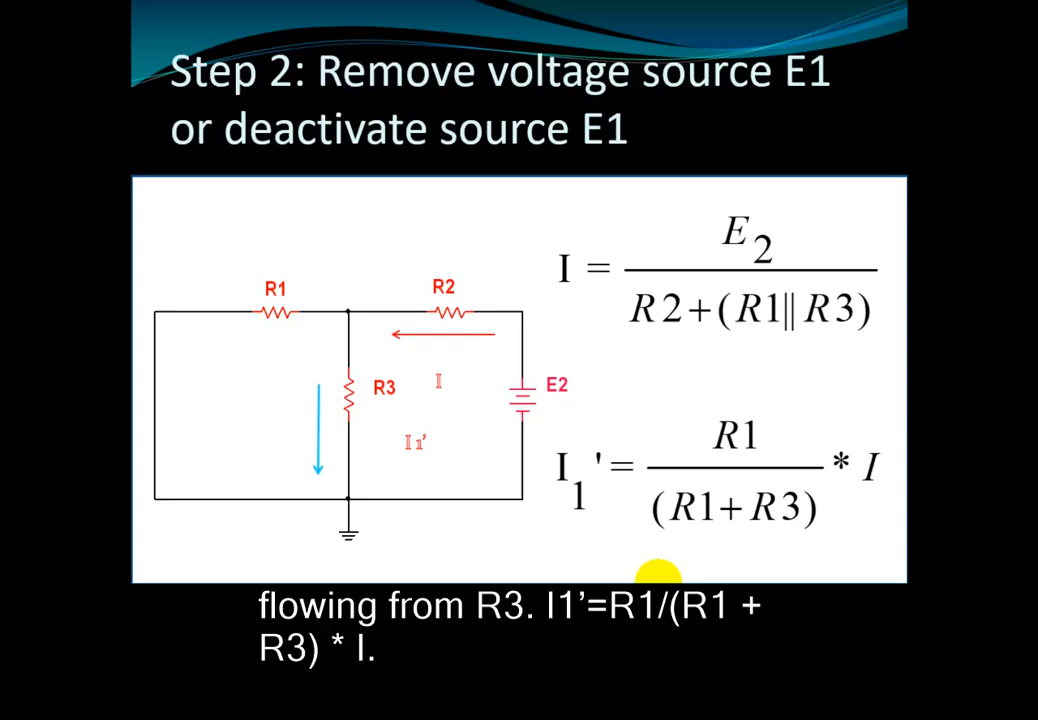 Step 2: Remove voltage source E1
or deactivate source E1
R1
R2
R3
I
E2
I1'
I = E2 / R2+(R1||R3)
I1'= R1 / (R1+R3) * I
flowing from R3. I1’=R1/(R1 +
R3) * I.